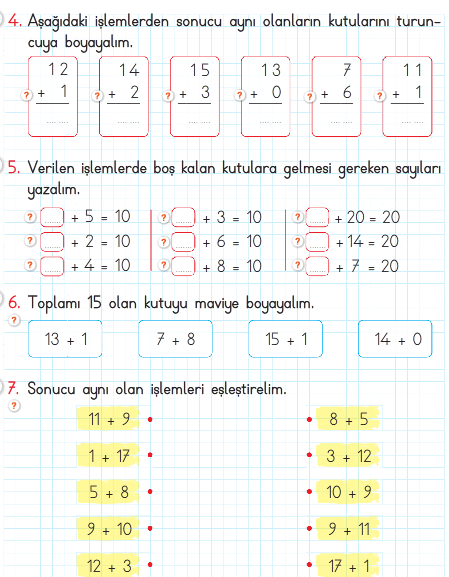 4. Aşağıdaki işlemlerden sonucu aynı olanların kutularını turun-
cuya boyayalım.
12 14 15 13 7 11
? + 1 ? + 2 ? + 3 ? + 0 ? + 6 ? + 1
..... ..... ..... ..... ..... ..... ..... ..... ..... ..... ..... .....
5. Verilen işlemlerde boş kalan kutulara gelmesi gereken sayıları
yazalım.
? ..... + 5 = 10 ? ..... + 3 = 10 ? ..... + 20 = 20
? ..... + 2 = 10 ? ..... + 6 = 10 ? ..... + 14 = 20
? ..... + 4 = 10 ? ..... + 8 = 10 ? ..... + 7 = 20
6. Toplamı 15 olan kutuyu maviye boyayalım.
?
13 + 1 7 + 8 15 + 1 14 + 0
7. Sonucu aynı olan işlemleri eşleştirelim.
?
11 + 9 • • 8 + 5
1 + 17 • • 3 + 12
5 + 8 • • 10 + 9
9 + 10 • • 9 + 11
12 + 3 • • 17 + 1